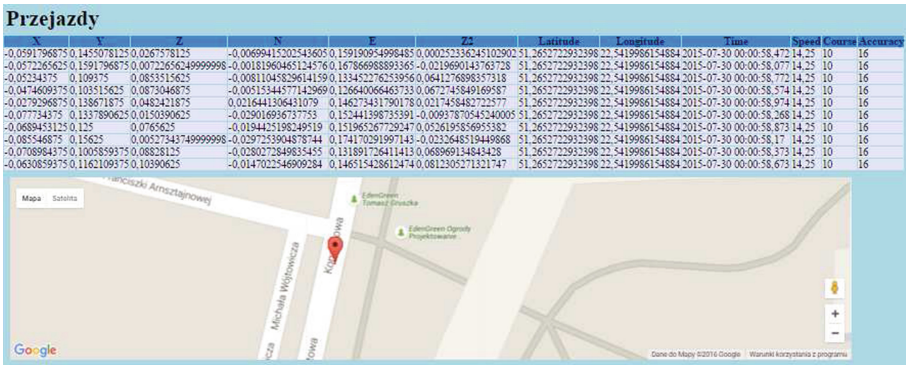 Przejazdy
X Y Z N E Z2 Latitude Longitude Time Speed Course Accuracy
-0,0591796875 0,1455078125 0,0267578125 -0,00699415202543605 0,159190954998485 0,000252336245102902 51,2652722932398 22,5419986154884 2015-07-30 00:00:58,472 14,25 10 16
-0,0572265625 0,1591796875 0,00722656249999998 -0,00181960465124576 0,167866988893365 -0,0219690143763728 51,2652722932398 22,5419986154884 2015-07-30 00:00:58,077 14,25 10 16
-0,05234375 0,109375 0,0853515625 -0,00811045829614159 0,133452276253956 0,0641276898357318 51,2652722932398 22,5419986154884 2015-07-30 00:00:58,772 14,25 10 16
-0,0474609375 0,103515625 0,0873046875 -0,00515344577142969 0,126640066463733 0,0672745849169587 51,2652722932398 22,5419986154884 2015-07-30 00:00:58,574 14,25 10 16
-0,0279296875 0,138671875 0,0482421875 0,0216441306431079 0,146273431790178 0,0217458482722577 51,2652722932398 22,5419986154884 2015-07-30 00:00:58,974 14,25 10 16
-0,07734375 0,1337890625 0,0150390625 -0,029016936737753 0,152441398735391 -0,00937870545240005 51,2652722932398 22,5419986154884 2015-07-30 00:00:58,268 14,25 10 16
-0,0689453125 0,125 0,0765625 -0,019442519824951​9 0,151965267729247 0,0526195856955382 51,2652722932398 22,5419986154884 2015-07-30 00:00:58,873 14,25 10 16
-0,08546875 0,15625 0,00527343749999998 -0,0297253904878744 0,174170291997143 -0,0232648519449868 51,2652722932398 22,5419986154884 2015-07-30 00:00:58,17 14,25 10 16
-0,0708984375 0,1005859375 0,08828125 -0,0280272849835455 0,131891726411413 0,068969134843428 51,2652722932398 22,5419986154884 2015-07-30 00:00:58,373 14,25 10 16
-0,0630859375 0,1162109375 0,10390625 -0,0147022546909284 0,146515428612474 0,0812305271321747 51,2652722932398 22,5419986154884 2015-07-30 00:00:58,673 14,25 10 16
Mapa Satelita
Franciszki Arnsztajnowej
EdenGreen
Tomasz Gruszka
EdenGreen Ogrody
Projektowanie...
Michała Wójtowicza
Google
Dane do Mapy ©2016 Google Warunki korzystania z programu